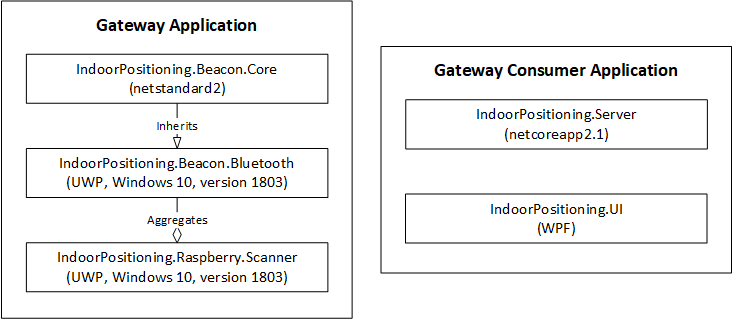 Gateway Application
IndoorPositioning.Beacon.Core
(netstandard2)
Inherits
IndoorPositioning.Beacon.Bluetooth
(UWP, Windows 10, version 1803)
Aggregates
IndoorPositioning.Raspberry.Scanner
(UWP, Windows 10, version 1803)
Gateway Consumer Application
IndoorPositioning.Server
(netcoreapp2.1)
IndoorPositioning.UI
(WPF)